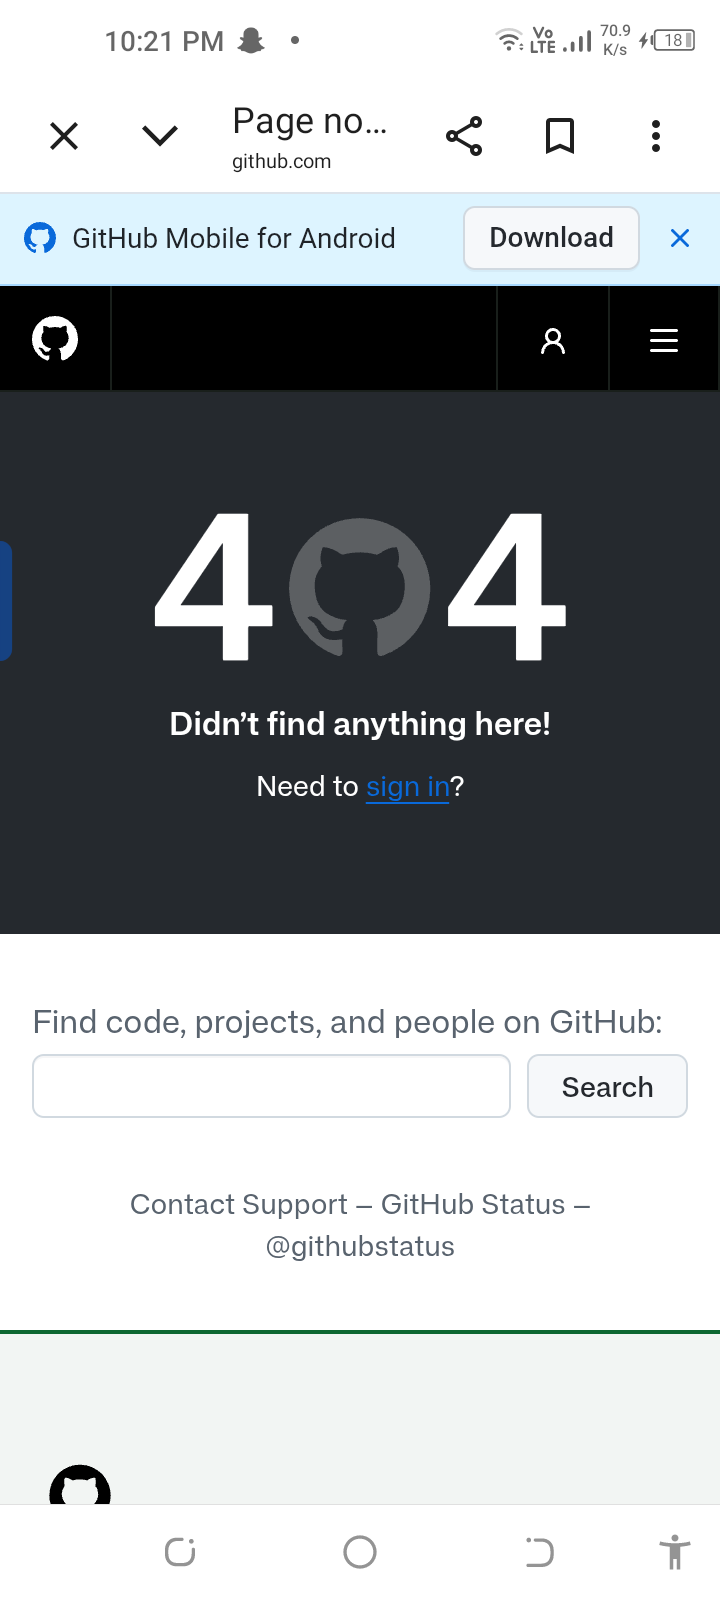 10:21 PM
Vo
LTE
70.9
K/s
18
Page no...
github.com
GitHub Mobile for Android
Download
4 4
Didn’t find anything here!
Need to sign in?
Find code, projects, and people on GitHub:
Search
Contact Support — GitHub Status —
@githubstatus